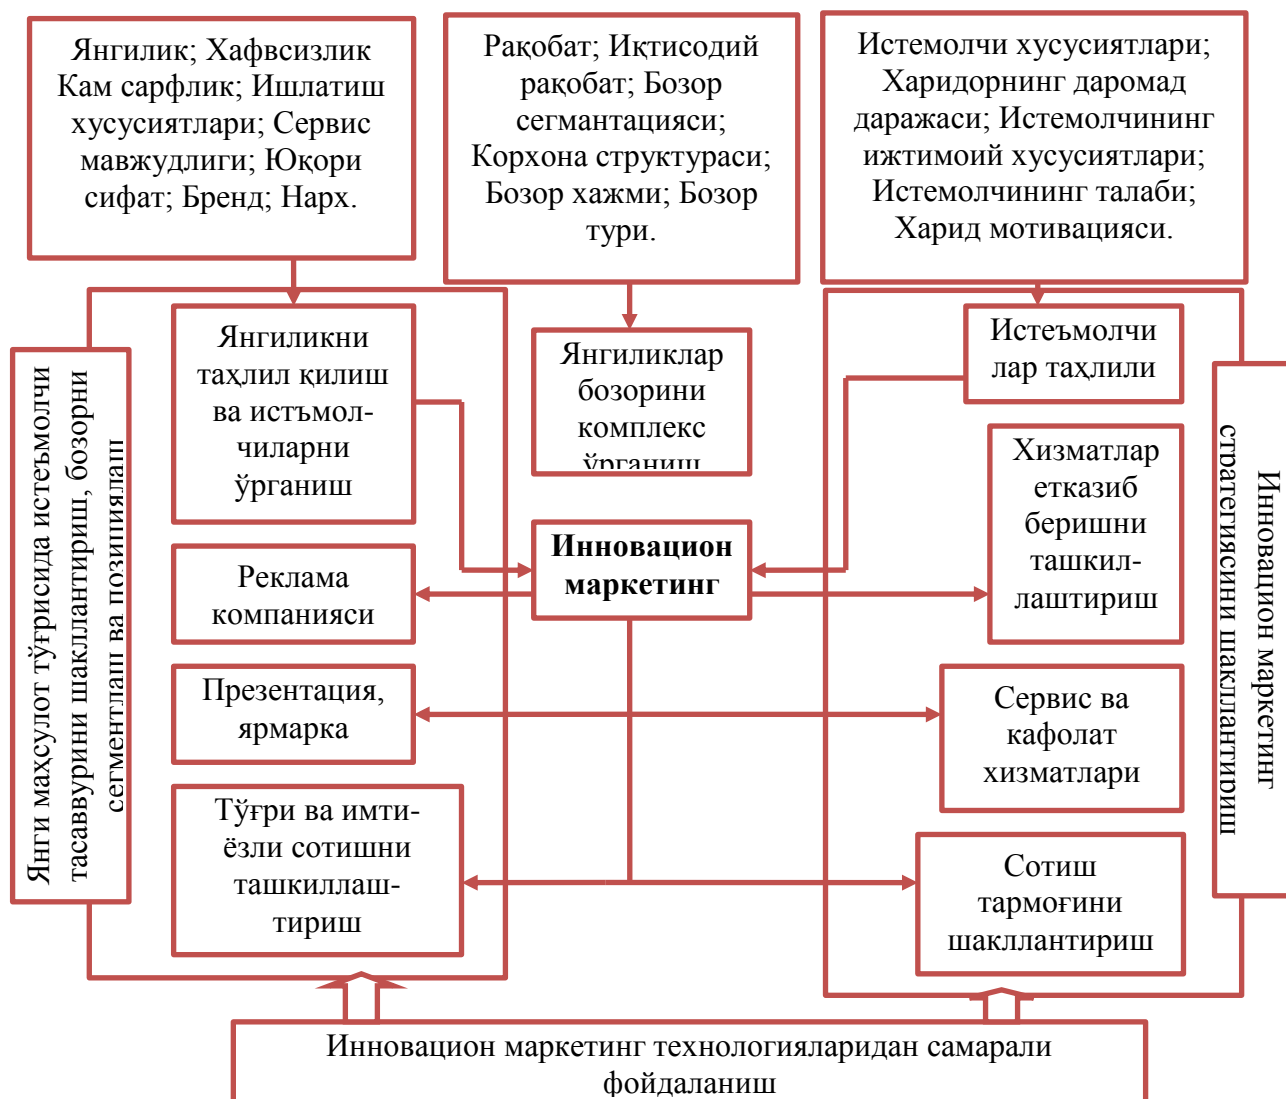 Янгилик; Хафвсизлик
Кам сарфлик; Ишлатиш
хусусиятлари; Сервис
мавжудлиги; Юқори
сифат; Бренд; Нарх.
Рақобат; Иқтисодий
рақобат; Бозор
сегмантацияси;
Корхона структураси;
Бозор хажми; Бозор
тури.
Истемолчи хусусиятлари;
Харидорнинг даромад
даражаси; Истемолчининг
ижтимоий хусусиятлари;
Истемолчининг талаби;
Харид мотивацияси.
Янги маҳсулот тўғрисида истеъмолчи
тасаввурини шакллантириш, бозорни
сегментлаш ва позициялаш
Янгиликни
таҳлил қилиш
ва истъмол-
чиларни
ўрганиш
Янгиликлар
бозорини
комплекс
ўрганиш
Истеъмолчи
лар таҳлили
Инновацион маркетинг
стратегиясини шакллантириш
Хизматлар
етказиб
беришни
ташкил-
лаштириш
Инновацион
маркетинг
Реклама
компанияси
Презентация,
ярмарка
Сервис ва
кафолат
хизматлари
Тўғри ва имти-
ёзли сотишни
ташкиллаш-
тириш
Сотиш
тармоғини
шакллантириш
Инновацион маркетинг технологияларидан самарали
фойдаланиш